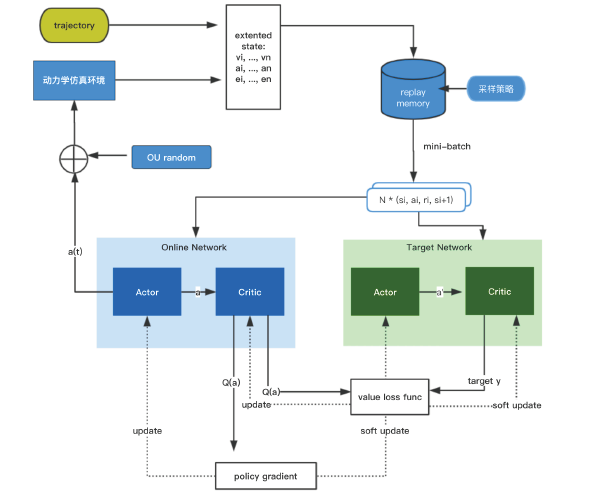 trajectory
extented
state:
vi, ..., vn
ai, ..., an
ei, ..., en
动力学仿真环境
replay
memory
采样策略
OU random
mini-batch
N * (si, ai, ri, si+1)
a(t)
Online Network
Target Network
Actor
a
Critic
Actor
a'
Critic
Q(a)
Q(a)
update
value loss func
target y
soft update
update
soft update
policy gradient